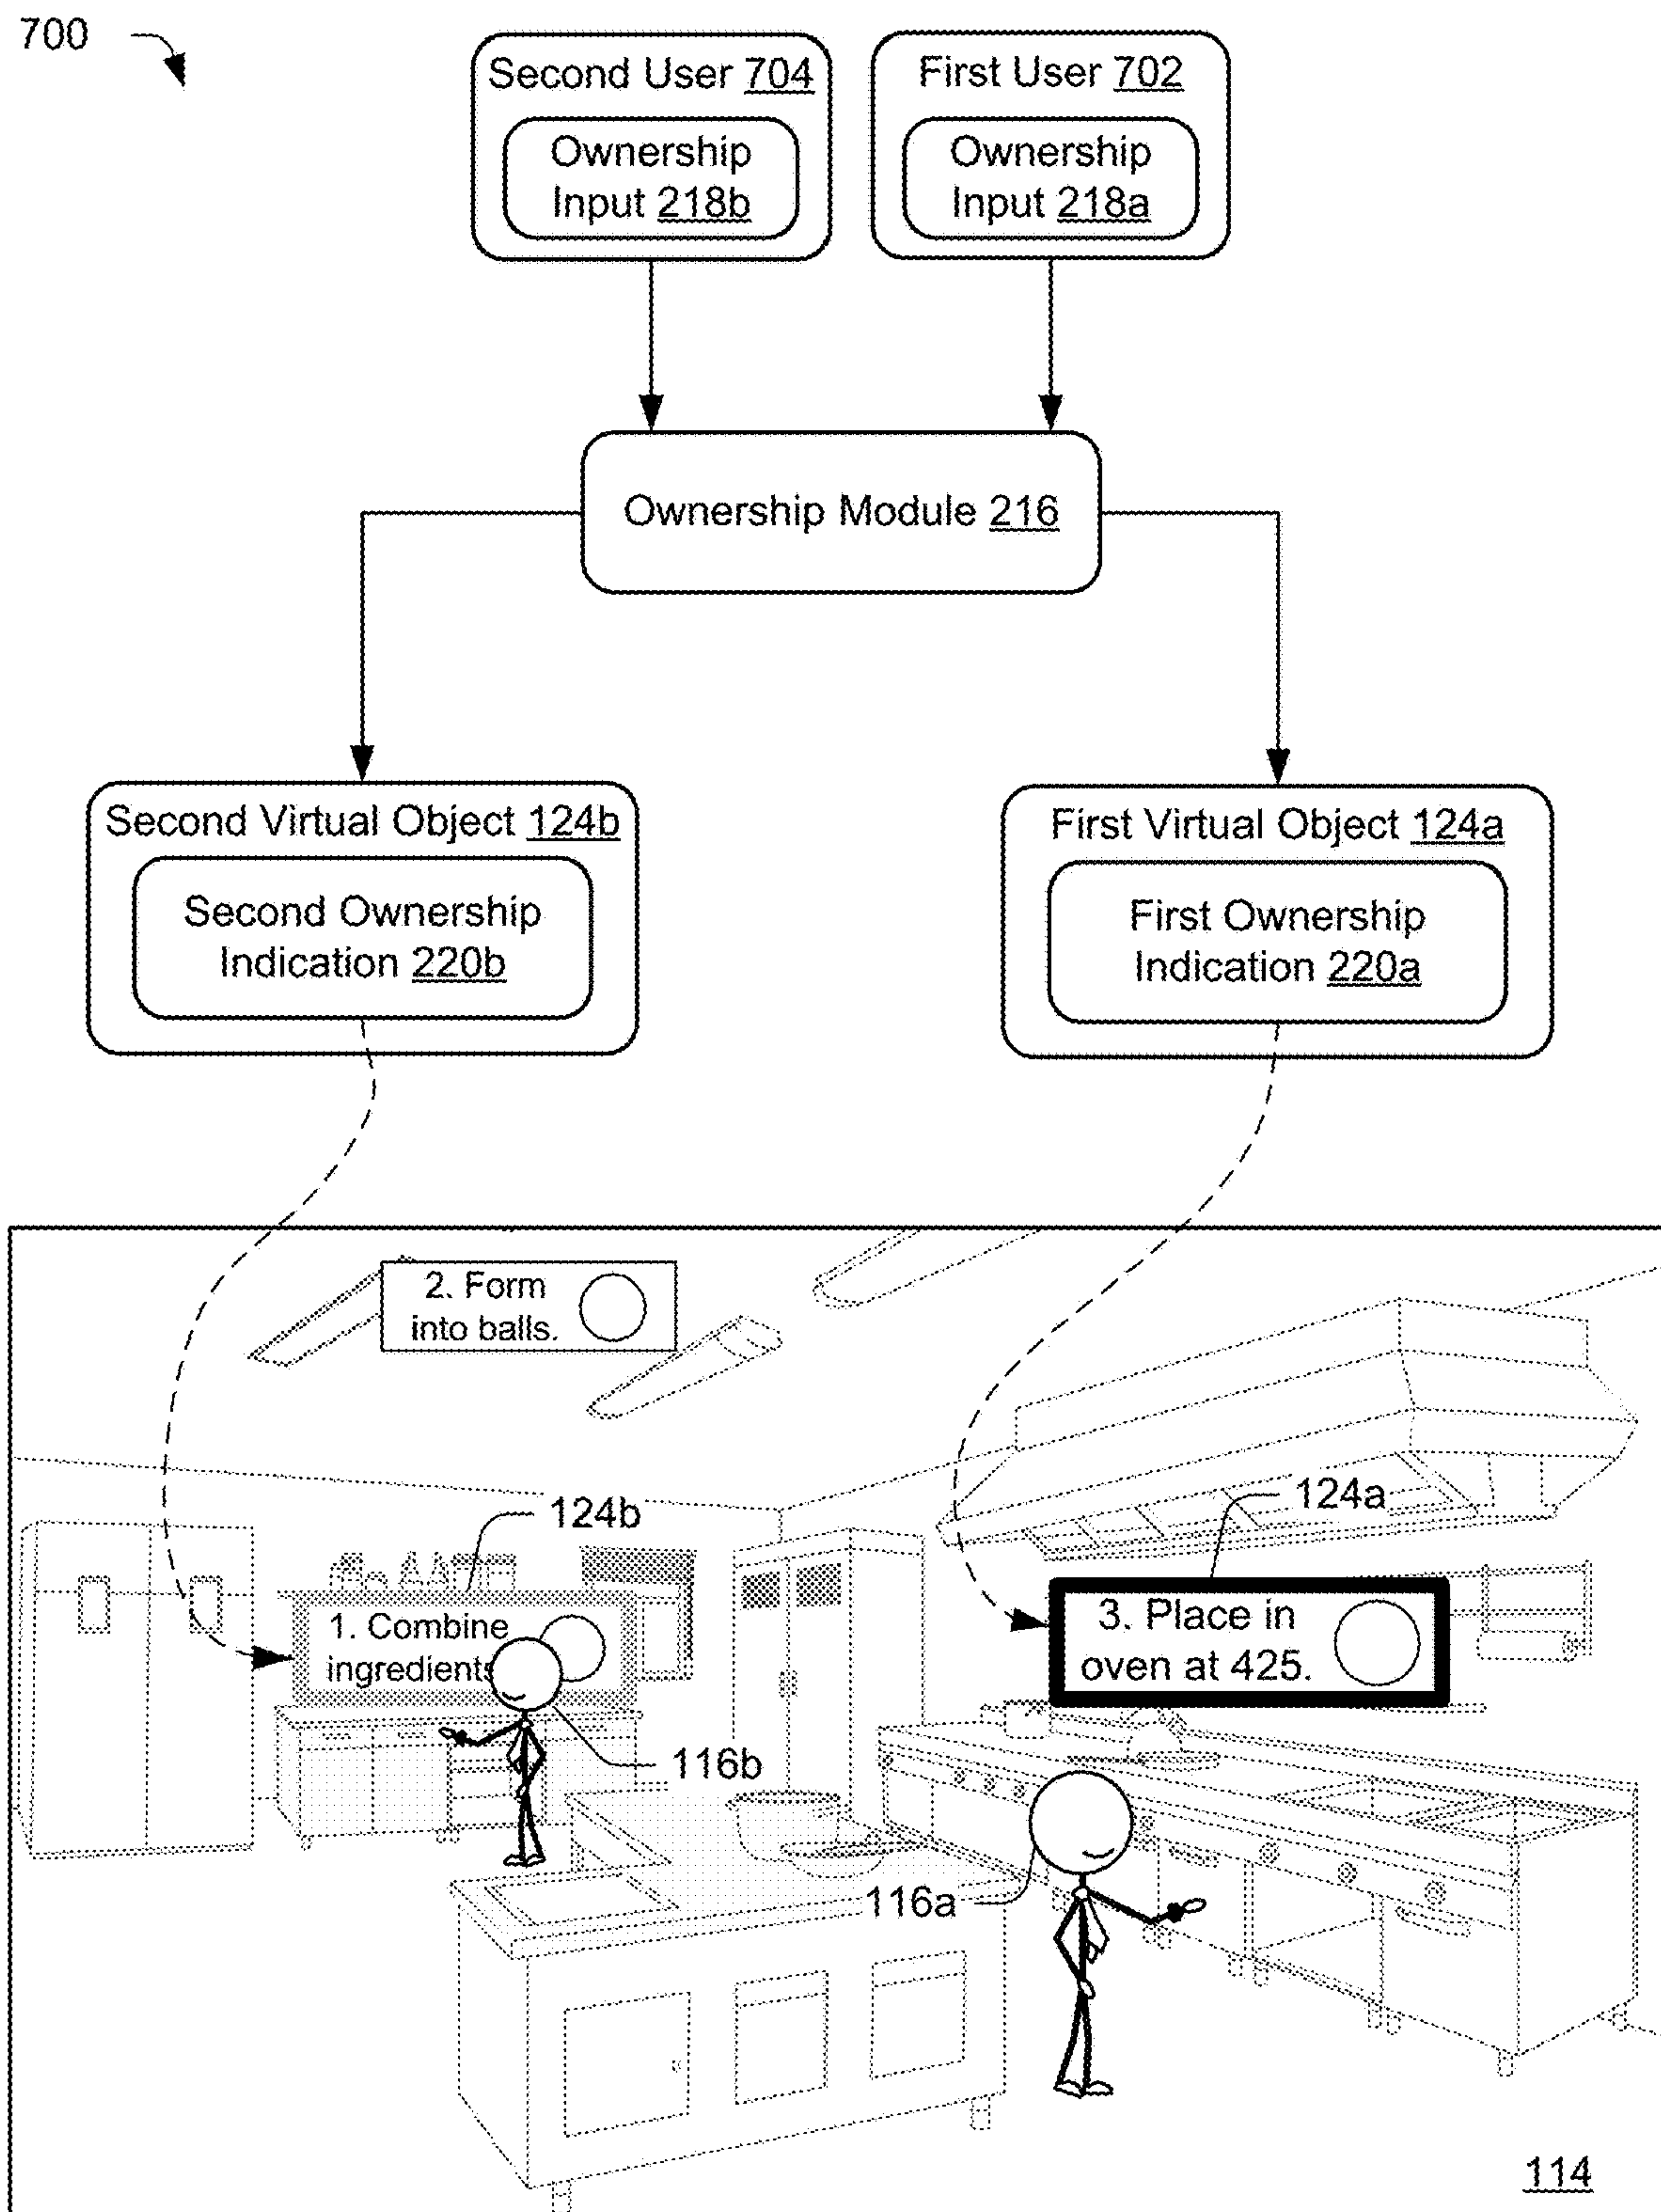 700
Second User 704
Ownership
Input 218b
First User 702
Ownership
Input 218a
Ownership Module 216
Second Virtual Object 124b
Second Ownership
Indication 220b
First Virtual Object 124a
First Ownership
Indication 220a
2. Form
into balls.
124b
124a
1. Combine
ingredients
3. Place in
oven at 425.
116b
116a
114